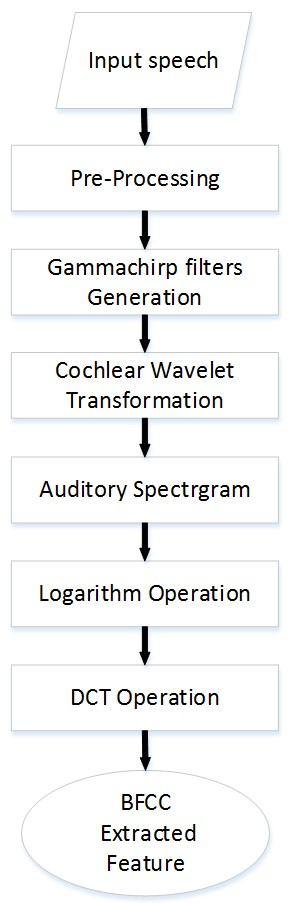 Input speech
Pre-Processing
Gammachirp filters
Generation
Cochlear Wavelet
Transformation
Auditory Spectrgram
Logarithm Operation
DCT Operation
BFCC
Extracted
Feature